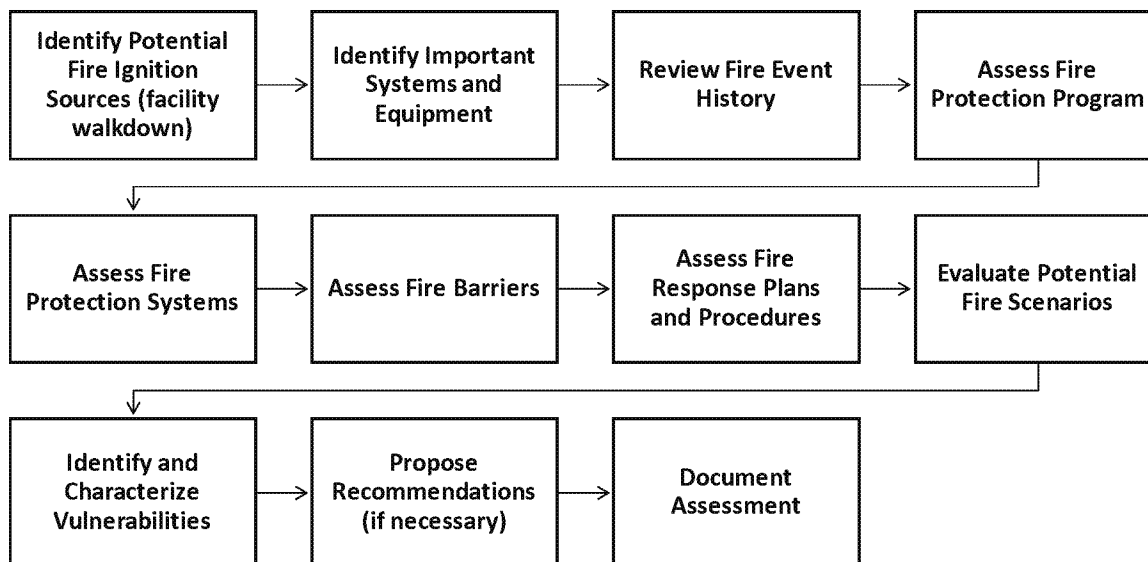 Identify Potential
Fire Ignition
Sources (facility
walkdown)
Identify Important
Systems and
Equipment
Review Fire Event
History
Assess Fire
Protection Program
Assess Fire
Protection Systems
Assess Fire Barriers
Assess Fire
Response Plans
and Procedures
Evaluate Potential
Fire Scenarios
Identify and
Characterize
Vulnerabilities
Propose
Recommendations
(if necessary)
Document
Assessment